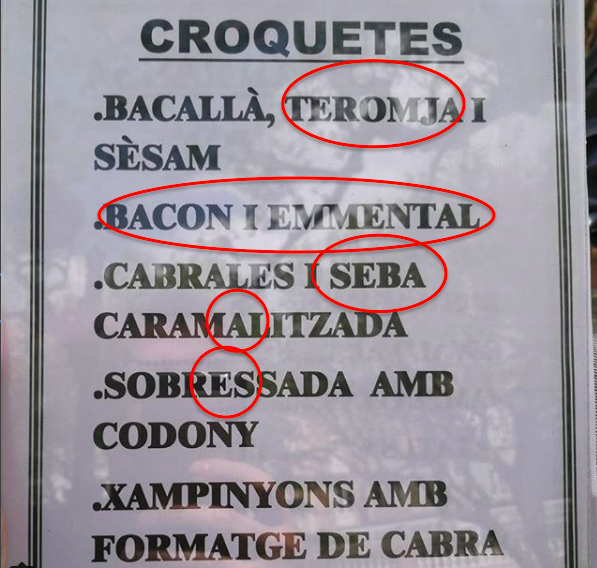 CROQUETES
.BACALLÀ, TEROMJA I
SÈSAM
.BACON I EMMENTAL
.CABRALES I SEBA
CARAMALITZADA
.SOBRESSADA AMB
CODONY
.XAMPINYONS AMB
FORMATGE DE CABRA